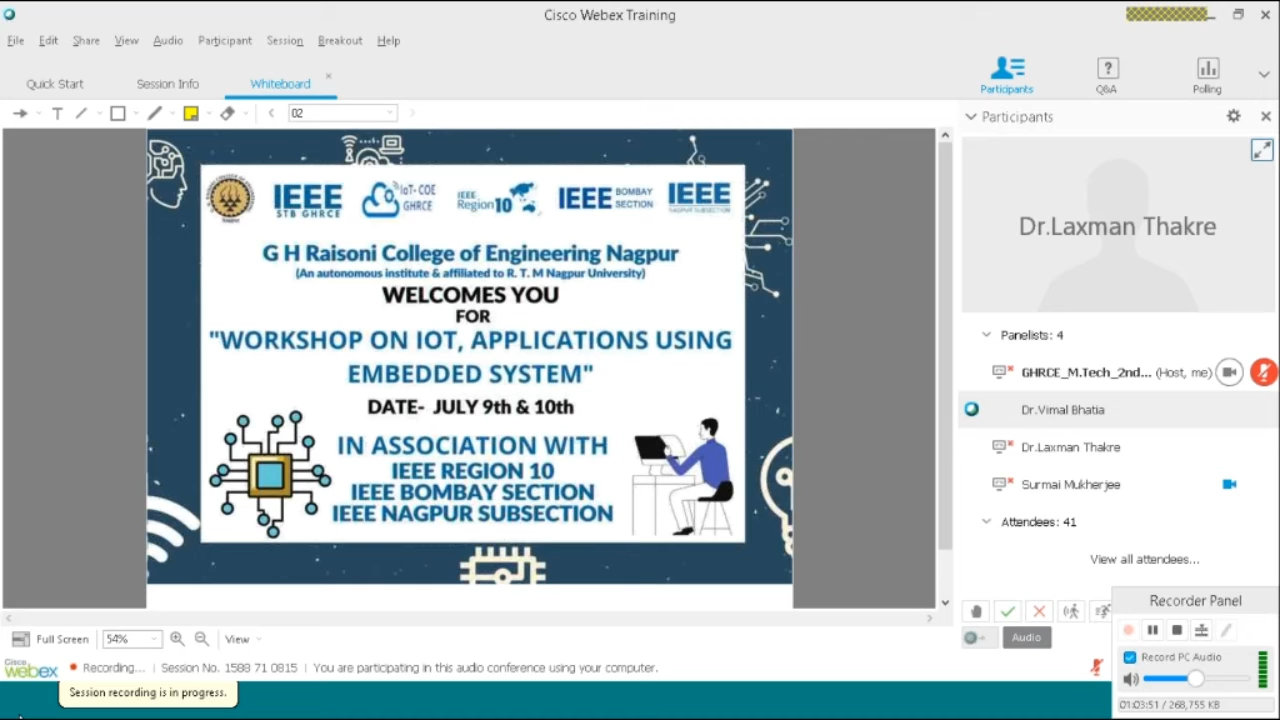 Cisco Webex Training
File Edit Share View Audio Participant Session Breakout Help
Quick Start Session Info Whiteboard
Participants Q&A Polling
02
Participants
IEEE STB GHRCE
IoT- COE GHRCE
IEEE Region 10
IEEE BOMBAY SECTION
IEEE NAGPUR SUBSECTION
Dr.Laxman Thakre
G H Raisoni College of Engineering Nagpur
(An autonomous institute & affiliated to R. T. M Nagpur University)
WELCOMES YOU
FOR
"WORKSHOP ON IOT, APPLICATIONS USING
EMBEDDED SYSTEM"
DATE- JULY 9th & 10th
IN ASSOCIATION WITH
IEEE REGION 10
IEEE BOMBAY SECTION
IEEE NAGPUR SUBSECTION
Panelists: 4
GHRCE_M.Tech_2nd... (Host, me)
Dr.Vimal Bhatia
Dr.Laxman Thakre
Surmai Mukherjee
Attendees: 41
View all attendees...
Audio
Recorder Panel
Record PC Audio
01:03:51 / 268,755 KB
Full Screen 54% View
Cisco webex Recording... | Session No. 1588 71 0815 | You are participating in this audio conference using your computer.
Session recording is in progress.